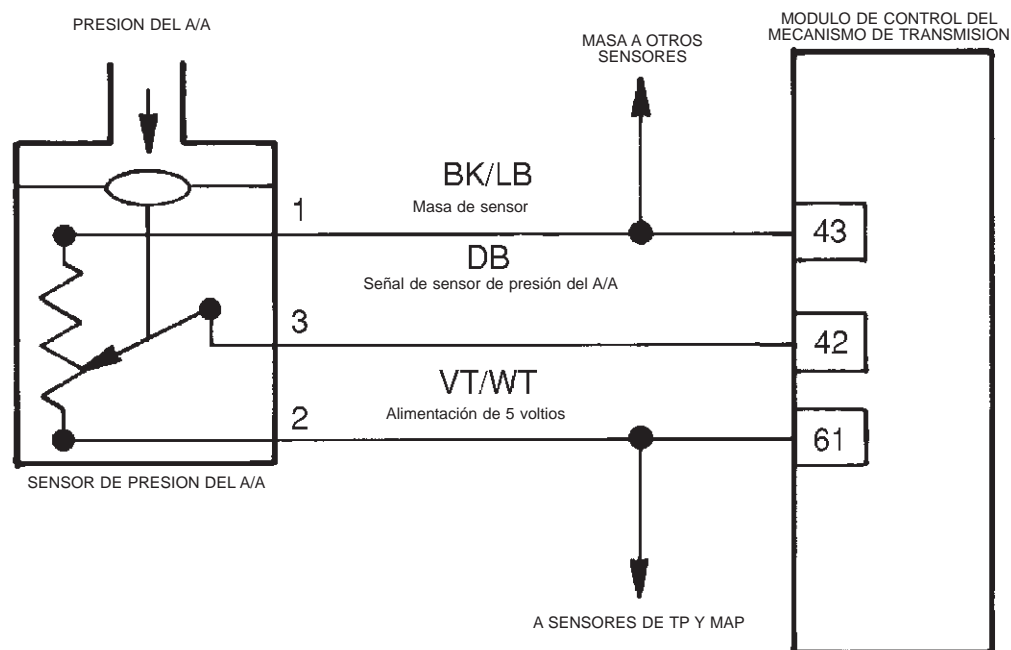 PRESION DEL A/A
MODULO DE CONTROL DEL
MECANISMO DE TRANSMISION
MASA A OTROS
SENSORES
BK/LB
1
Masa de sensor
43
DB
Señal de sensor de presión del A/A
3
42
VT/WT
2
Alimentación de 5 voltios
61
SENSOR DE PRESION DEL A/A
A SENSORES DE TP Y MAP